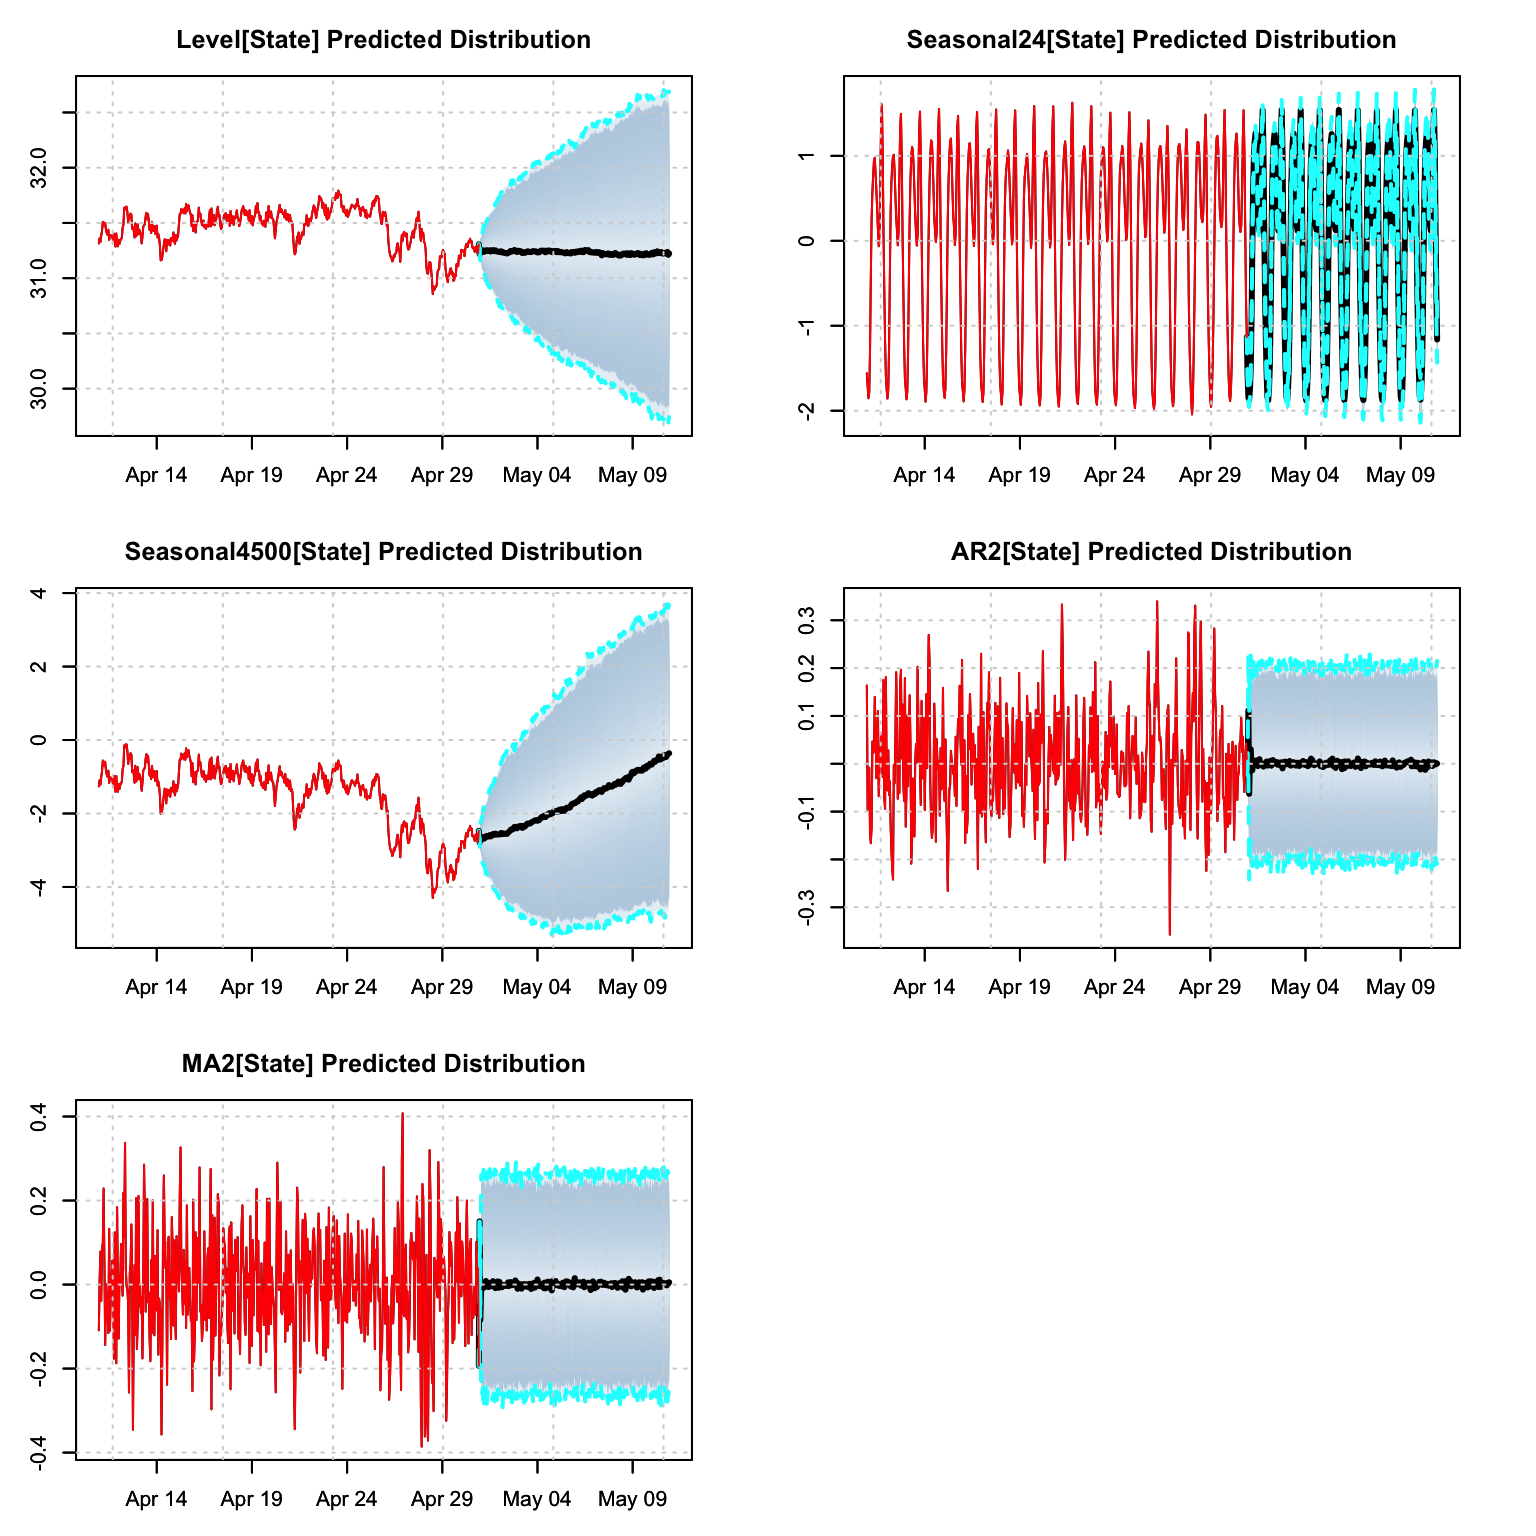 Level[State] Predicted Distribution
32.0
31.0
30.0
Apr 14 Apr 19 Apr 24 Apr 29 May 04 May 09
Seasonal24[State] Predicted Distribution
1
0
-1
-2
Apr 14 Apr 19 Apr 24 Apr 29 May 04 May 09
Seasonal4500[State] Predicted Distribution
4
2
0
-2
-4
Apr 14 Apr 19 Apr 24 Apr 29 May 04 May 09
AR2[State] Predicted Distribution
0.3
0.2
0.1
-0.1
-0.3
Apr 14 Apr 19 Apr 24 Apr 29 May 04 May 09
MA2[State] Predicted Distribution
0.4
0.2
0.0
-0.2
-0.4
Apr 14 Apr 19 Apr 24 Apr 29 May 04 May 09